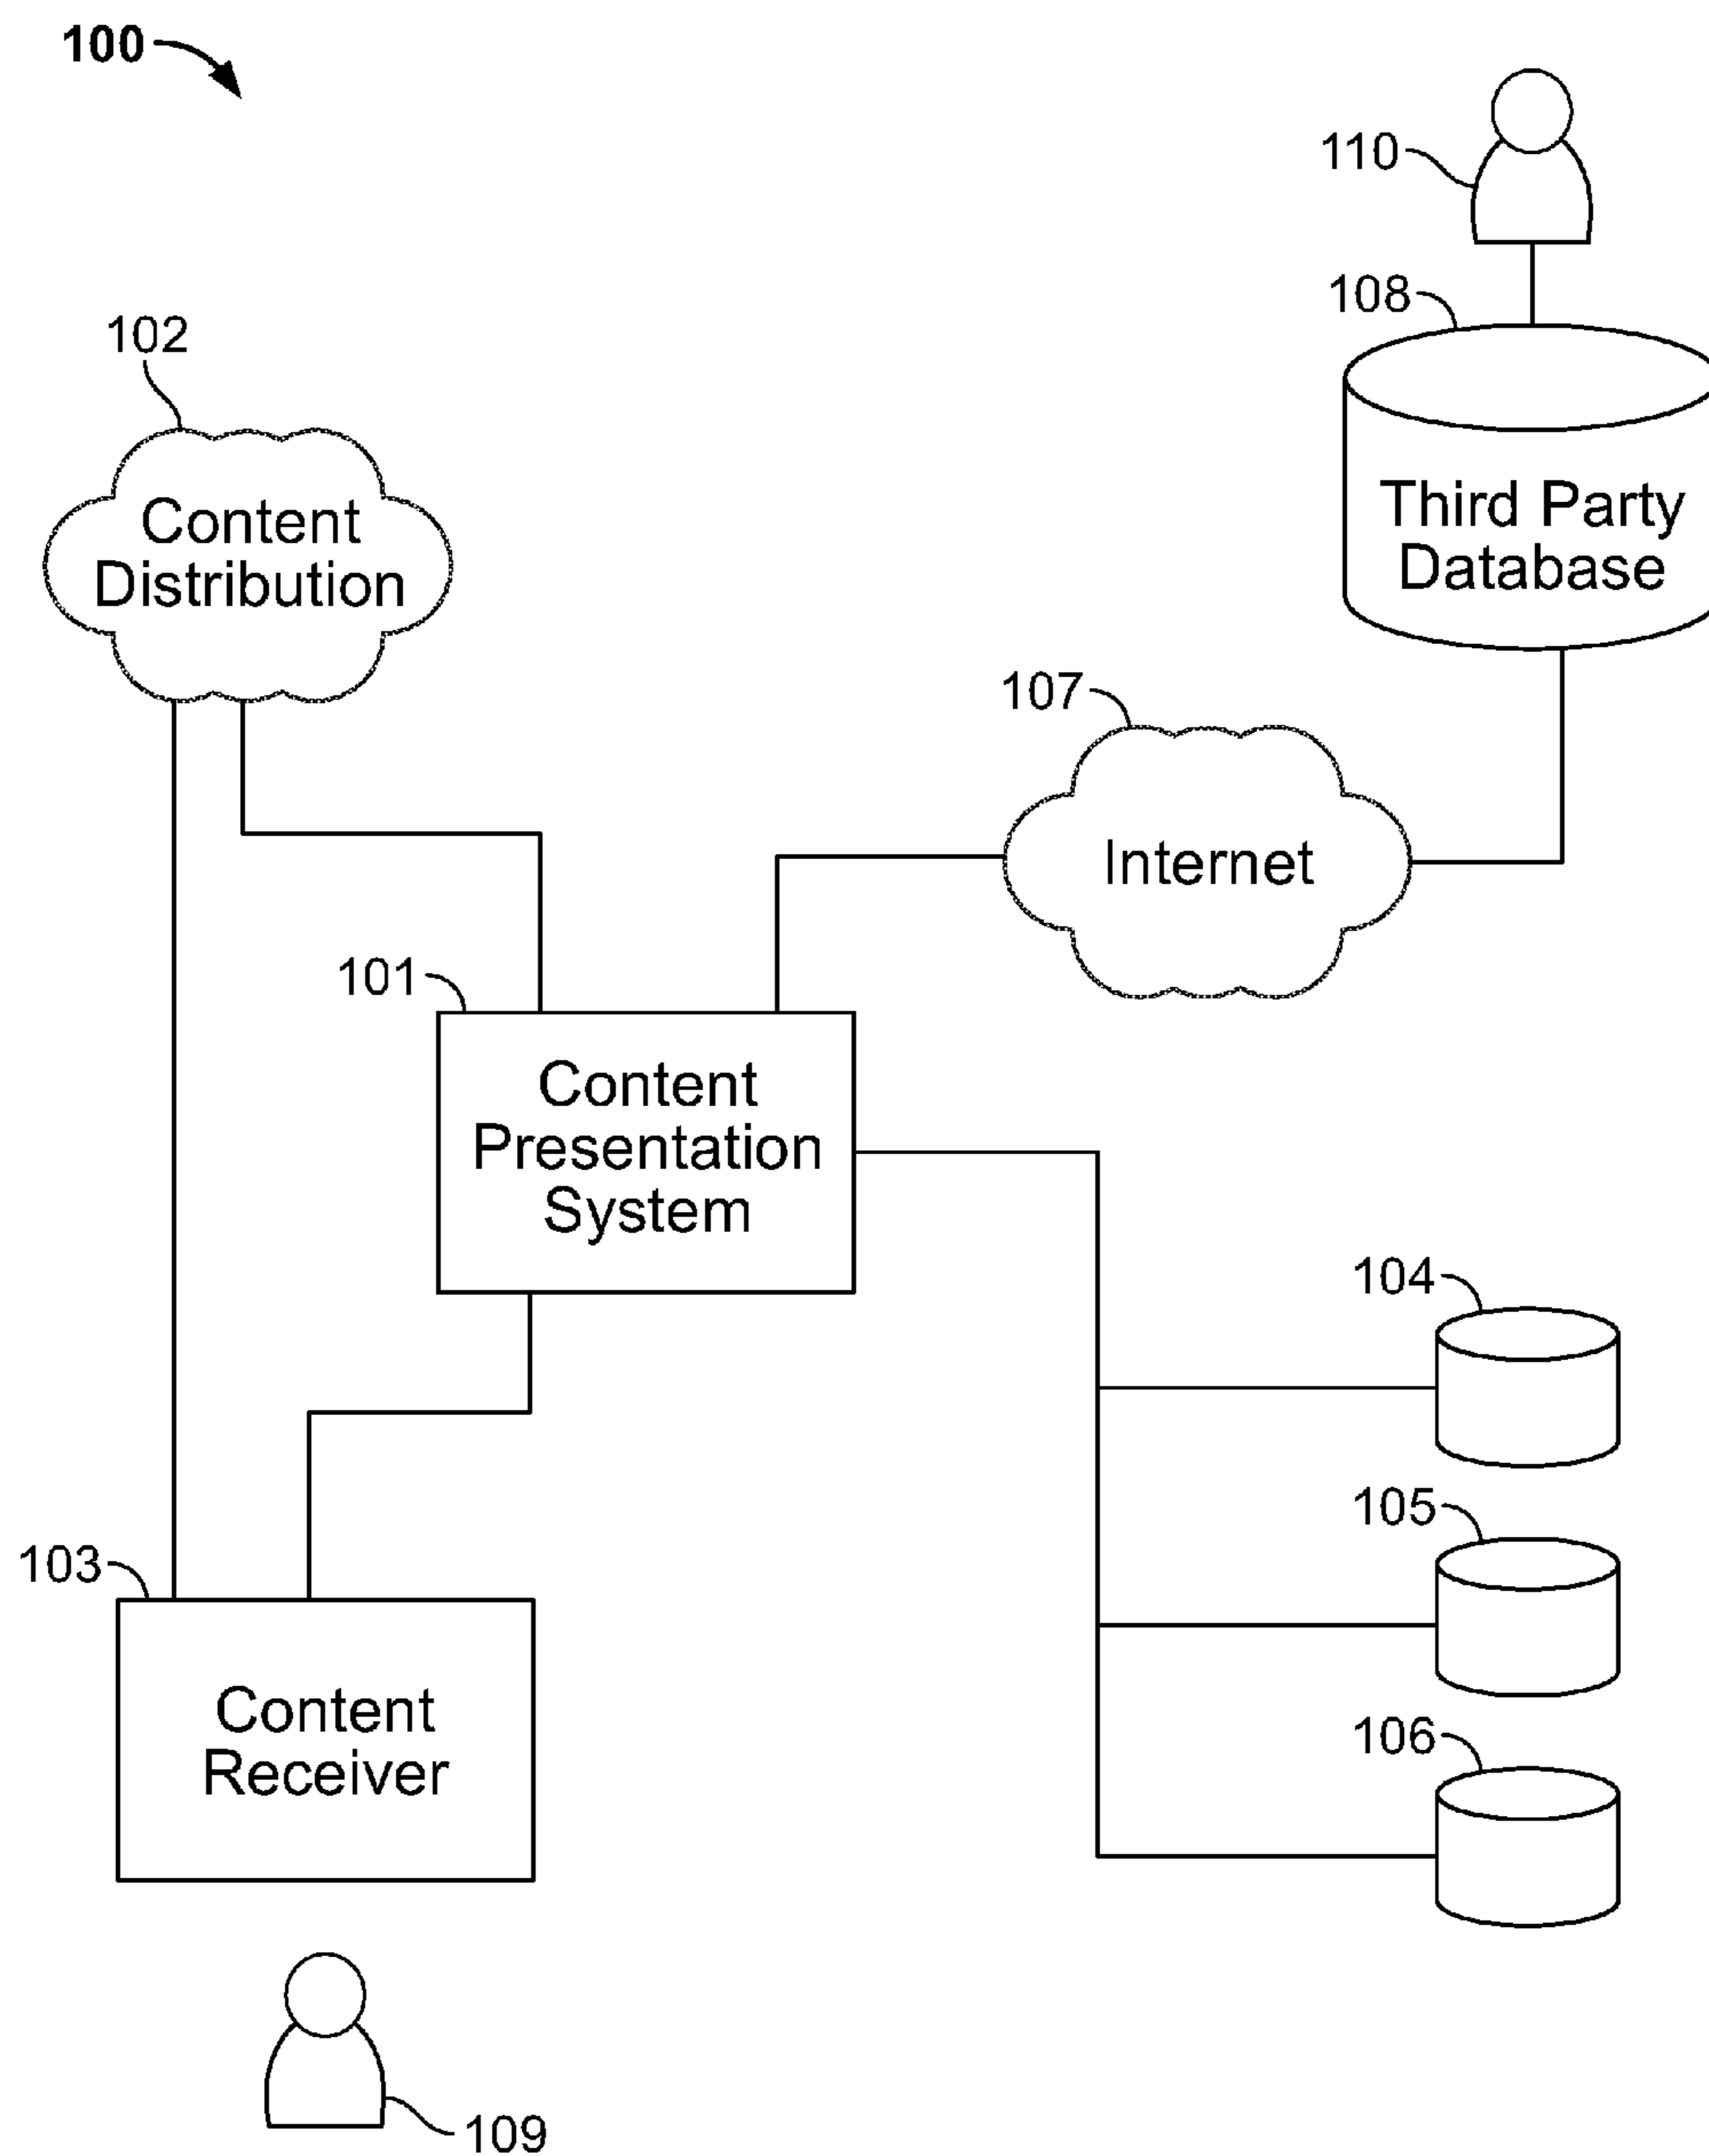 100
110
108
102
Content
Distribution
Third Party
Database
107
Internet
101
Content
Presentation
System
104
105
103
Content
Receiver
106
109